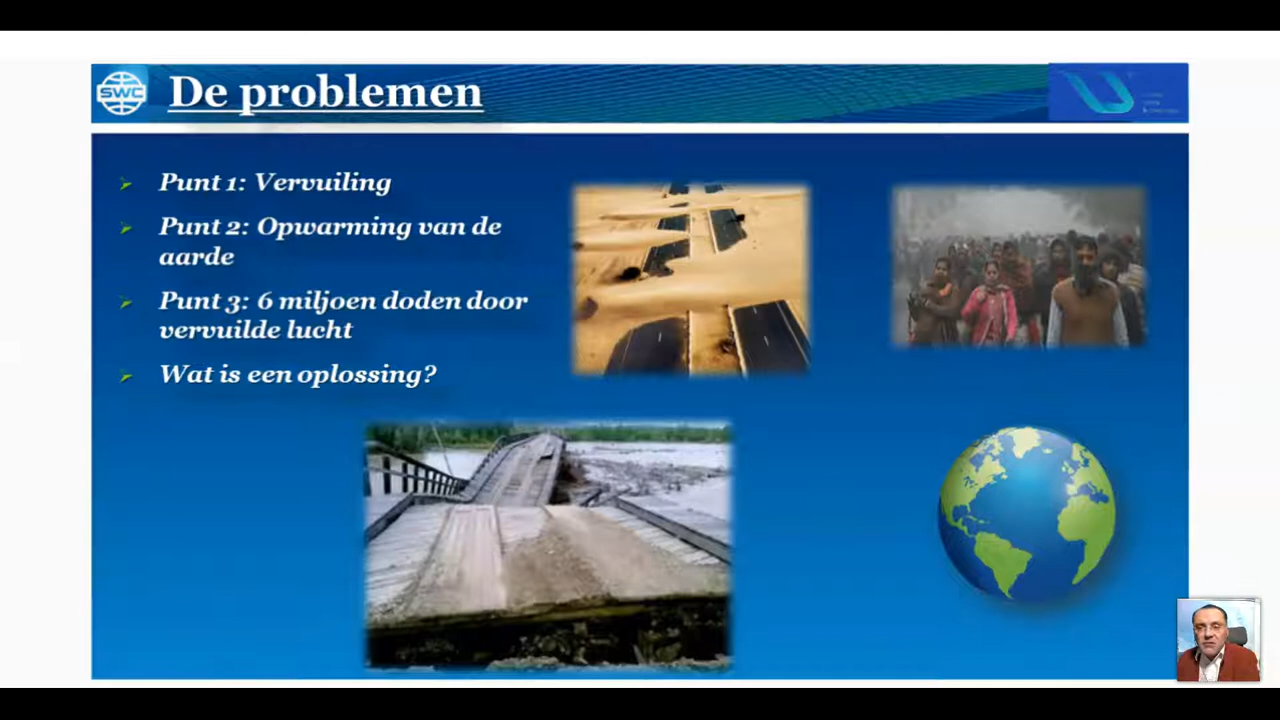 SWC
De problemen
Punt 1: Vervuiling
Punt 2: Opwarming van de
aarde
Punt 3: 6 miljoen doden door
vervuilde lucht
Wat is een oplossing?